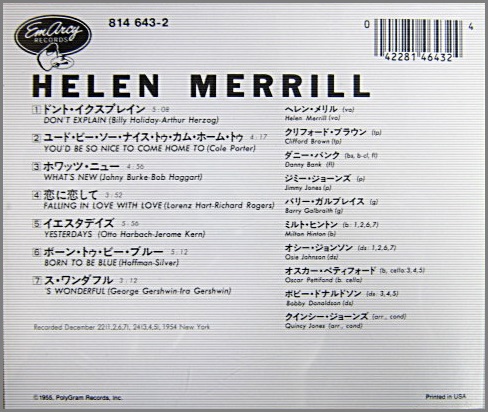 EmArcy
RECORDS
814 643-2
0 42281 46432 4
HELEN MERRILL
1 ドント・イクスプレイン 5:08
DON'T EXPLAIN (Billy Holiday-Arthur Herzog)
2 ユード・ビー・ソー・ナイス・トゥ・カム・ホーム・トゥ 4:17
YOU'D BE SO NICE TO COME HOME TO (Cole Porter)
3 ホワッツ・ニュー 4:56
WHAT'S NEW (Johny Burke-Bob Haggart)
4 恋に恋して 3:52
FALLING IN LOVE WITH LOVE (Lorenz Hart-Richard Rogers)
5 イエスタデイズ 5:56
YESTERDAYS (Otto Harbach-Jerome Kern)
6 ボーン・トゥ・ビー・ブルー 5:12
BORN TO BE BLUE (Hoffman-Silver)
7 ス・ワンダフル 3:12
'S WONDERFUL (George Gershwin-Ira Gershwin)
Recorded December 22(1,2,6,7), 24(3,4,5), 1954 New York
ヘレン・メリル (vo)
Helen Merrill (vo)
クリフォード・ブラウン (tp)
Clifford Brown (tp)
ダニー・バンク (bs, b-cl, fl)
Danny Bank (fl)
ジミー・ジョーンズ (p)
Jimmy Jones (p)
バリー・ガルブレイス (g)
Barry Galbraith (g)
ミルト・ヒントン (b: 1,2,6,7)
Milton Hinton (b)
オシー・ジョンソン (ds: 1,2,6,7)
Osie Johnson (ds)
オスカー・ペティフォード (b, cello 3,4,5)
Oscar Pettifond (b. cello)
ボビー・ドナルドソン (ds: 3,4,5)
Bobby Donaldson (ds)
クインシー・ジョーンズ (arr., cond)
Quincy Jones (arr., cond)
©1955, PolyGram Records, Inc.
Printed in USA